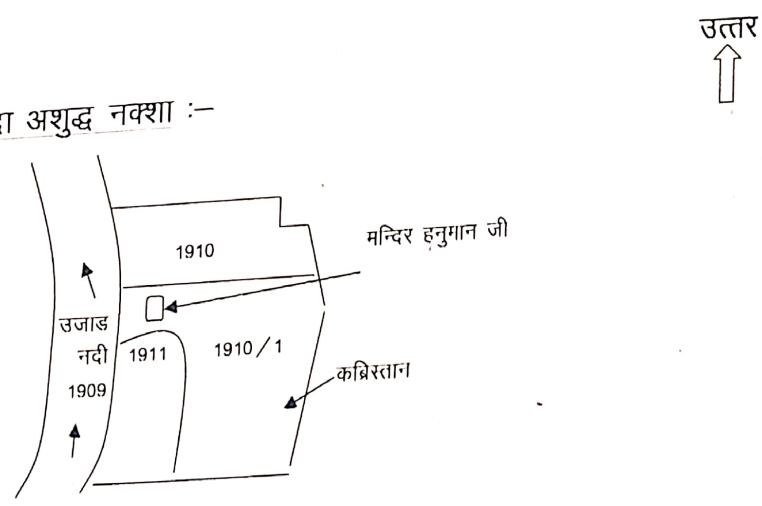 उत्तर
अशुद्ध नक्शा :–
1910
मन्दिर हनुमान जी
उजाड
नदी
1909
1911
1910/1
कब्रिस्तान